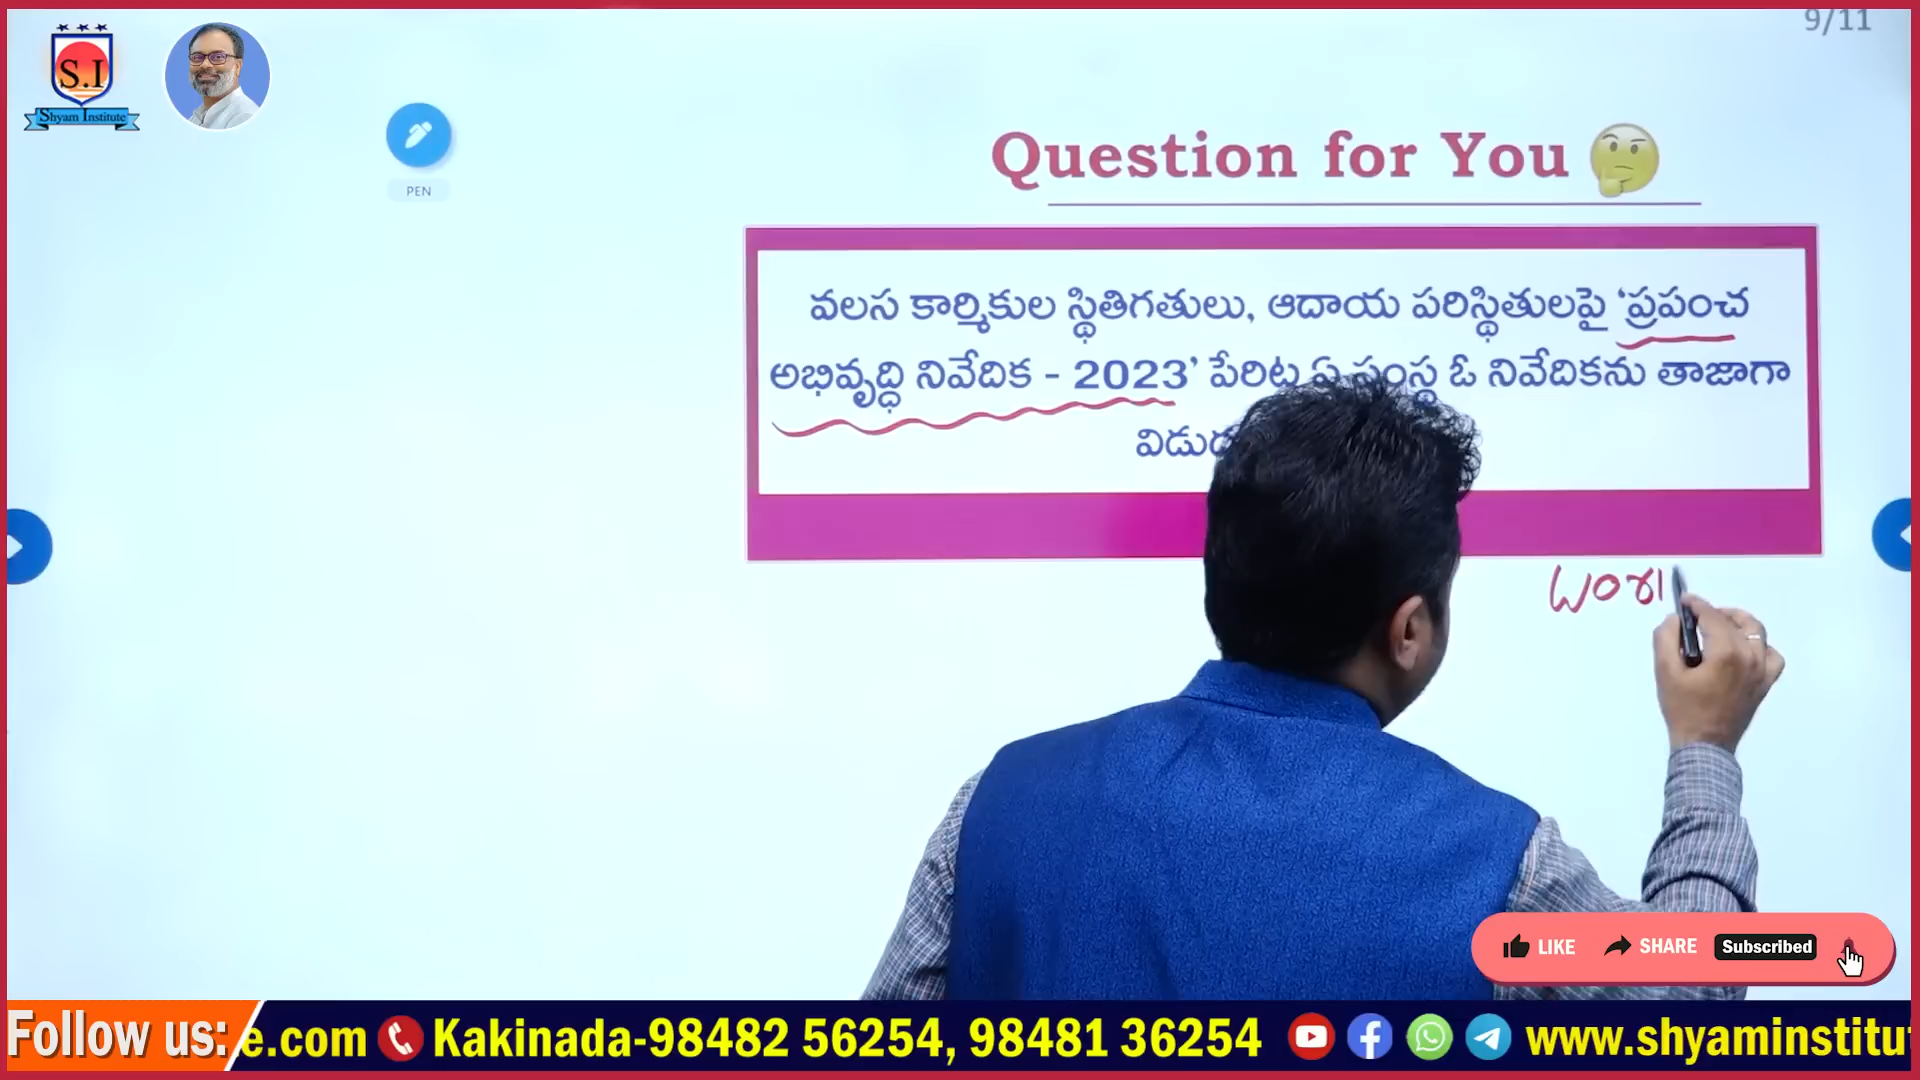 9/11
S.I
Shyam Institute
PEN
Question for You
వలస కార్మికుల స్థితిగతులు, ఆదాయ పరిస్థితులపై ‘ప్రపంచ
అభివృద్ధి నివేదిక - 2023’ పేరిట ఏ సంస్థ ఓ నివేదికను తాజాగా
worl
LIKE SHARE Subscribed
Follow us: e.com Kakinada-98482 56254, 98481 36254 www.shyaminstitu